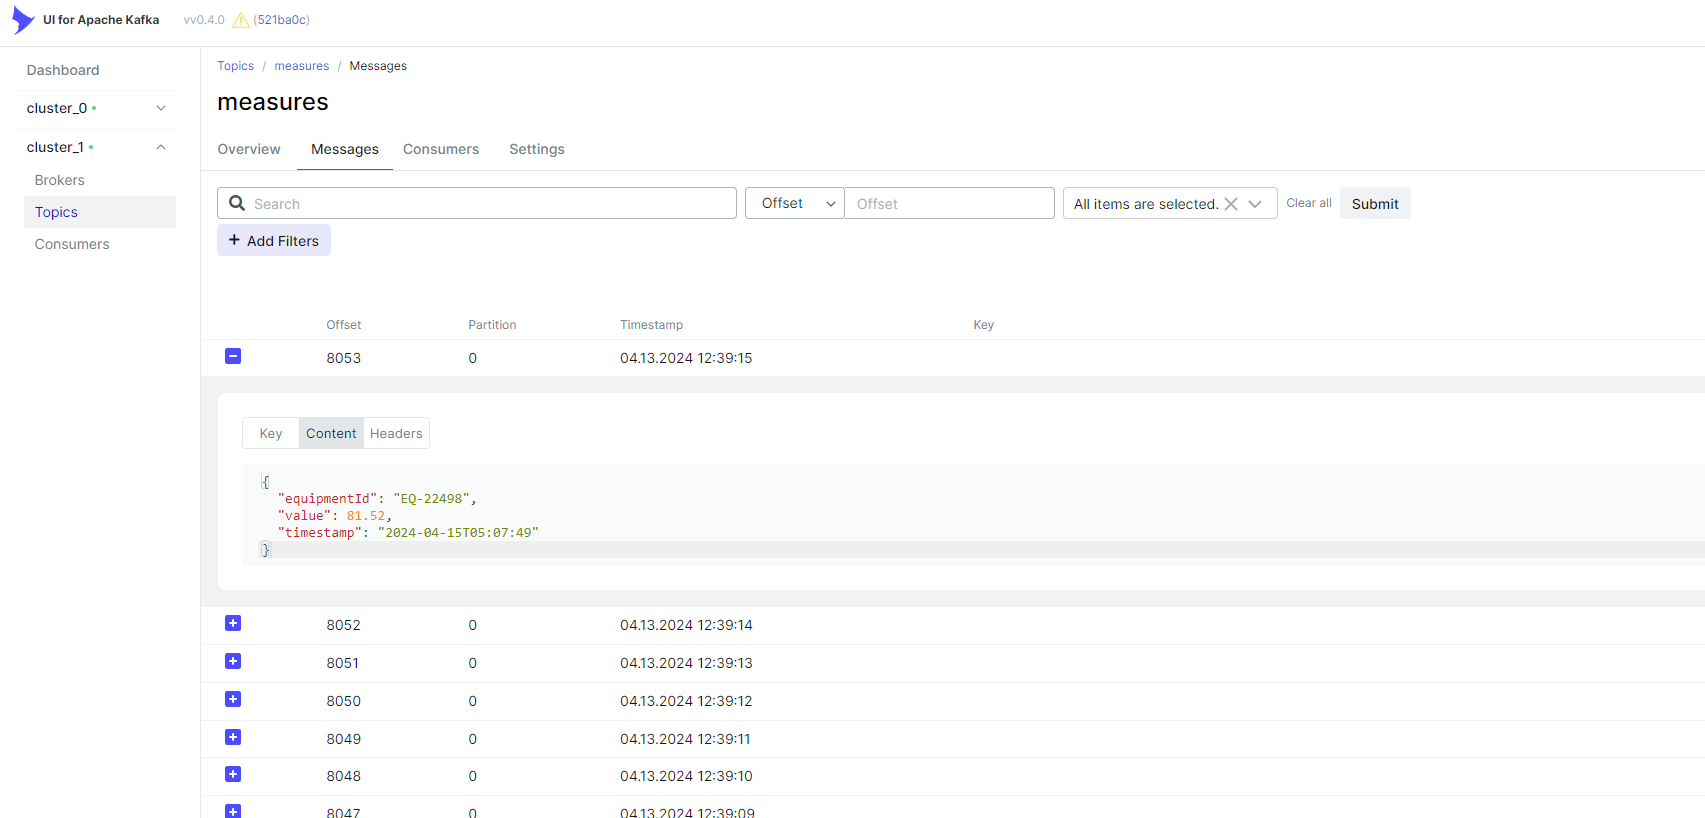 UI for Apache Kafka vv0.4.0 (521ba0c)
Dashboard
cluster_0
cluster_1
Brokers
Topics
Consumers
Topics / measures / Messages
measures
Overview Messages Consumers Settings
Search Offset Offset All items are selected. Clear all Submit
+ Add Filters
Offset Partition Timestamp Key
8053 0 04.13.2024 12:39:15
Key Content Headers
{
"equipmentId": "EQ-22498",
"value": 81.52,
"timestamp": "2024-04-15T05:07:49"
}
8052 0 04.13.2024 12:39:14
8051 0 04.13.2024 12:39:13
8050 0 04.13.2024 12:39:12
8049 0 04.13.2024 12:39:11
8048 0 04.13.2024 12:39:10
8047 0 04.13.2024 12:39:09